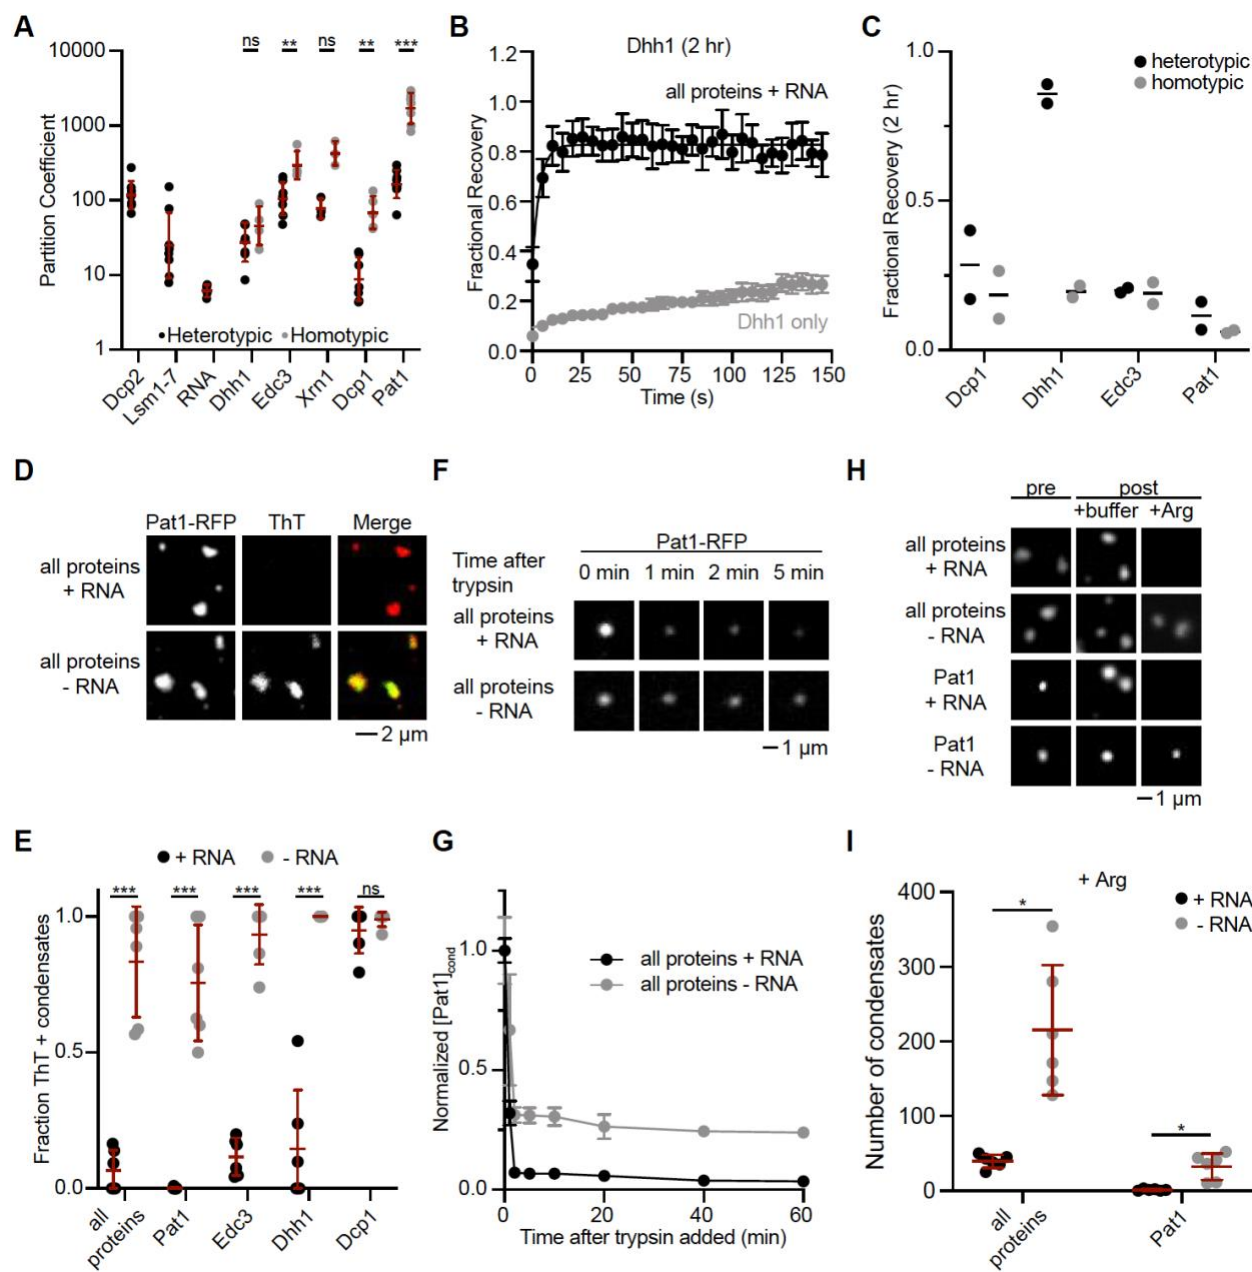 A
ns ** ns ** ***
10000
1000
100
10
1
Partition Coefficient
Heterotypic Homotypic
Dcp2 Lsm1-7 RNA Dhh1 Edc3 Xrn1 Dcp1 Pat1
B
Dhh1 (2 hr)
1.2
1.0
0.8
0.6
0.4
0.2
0.0
Fractional Recovery
all proteins + RNA
Dhh1 only
0 25 50 75 100 125 150
Time (s)
C
heterotypic
homotypic
1.0
0.5
0.0
Fractional Recovery (2 hr)
Dcp1 Dhh1 Edc3 Pat1
D
Pat1-RFP ThT Merge
all proteins
+ RNA
all proteins
- RNA
2 μm
F
Pat1-RFP
Time after
trypsin
0 min 1 min 2 min 5 min
all proteins
+ RNA
all proteins
- RNA
1 μm
H
pre post
+buffer +Arg
all proteins
+ RNA
all proteins
- RNA
Pat1
+ RNA
Pat1
- RNA
1 μm
E
+ RNA - RNA
*** *** *** *** ns
1.0
0.5
0.0
Fraction ThT + condensates
all
proteins
Pat1 Edc3 Dhh1 Dcp1
G
1.0
0.5
0.0
Normalized [Pat1]cond
all proteins + RNA
all proteins - RNA
0 20 40 60
Time after trypsin added (min)
I
+ Arg
+ RNA
- RNA
*
*
400
300
200
100
0
Number of condensates
all
proteins
Pat1